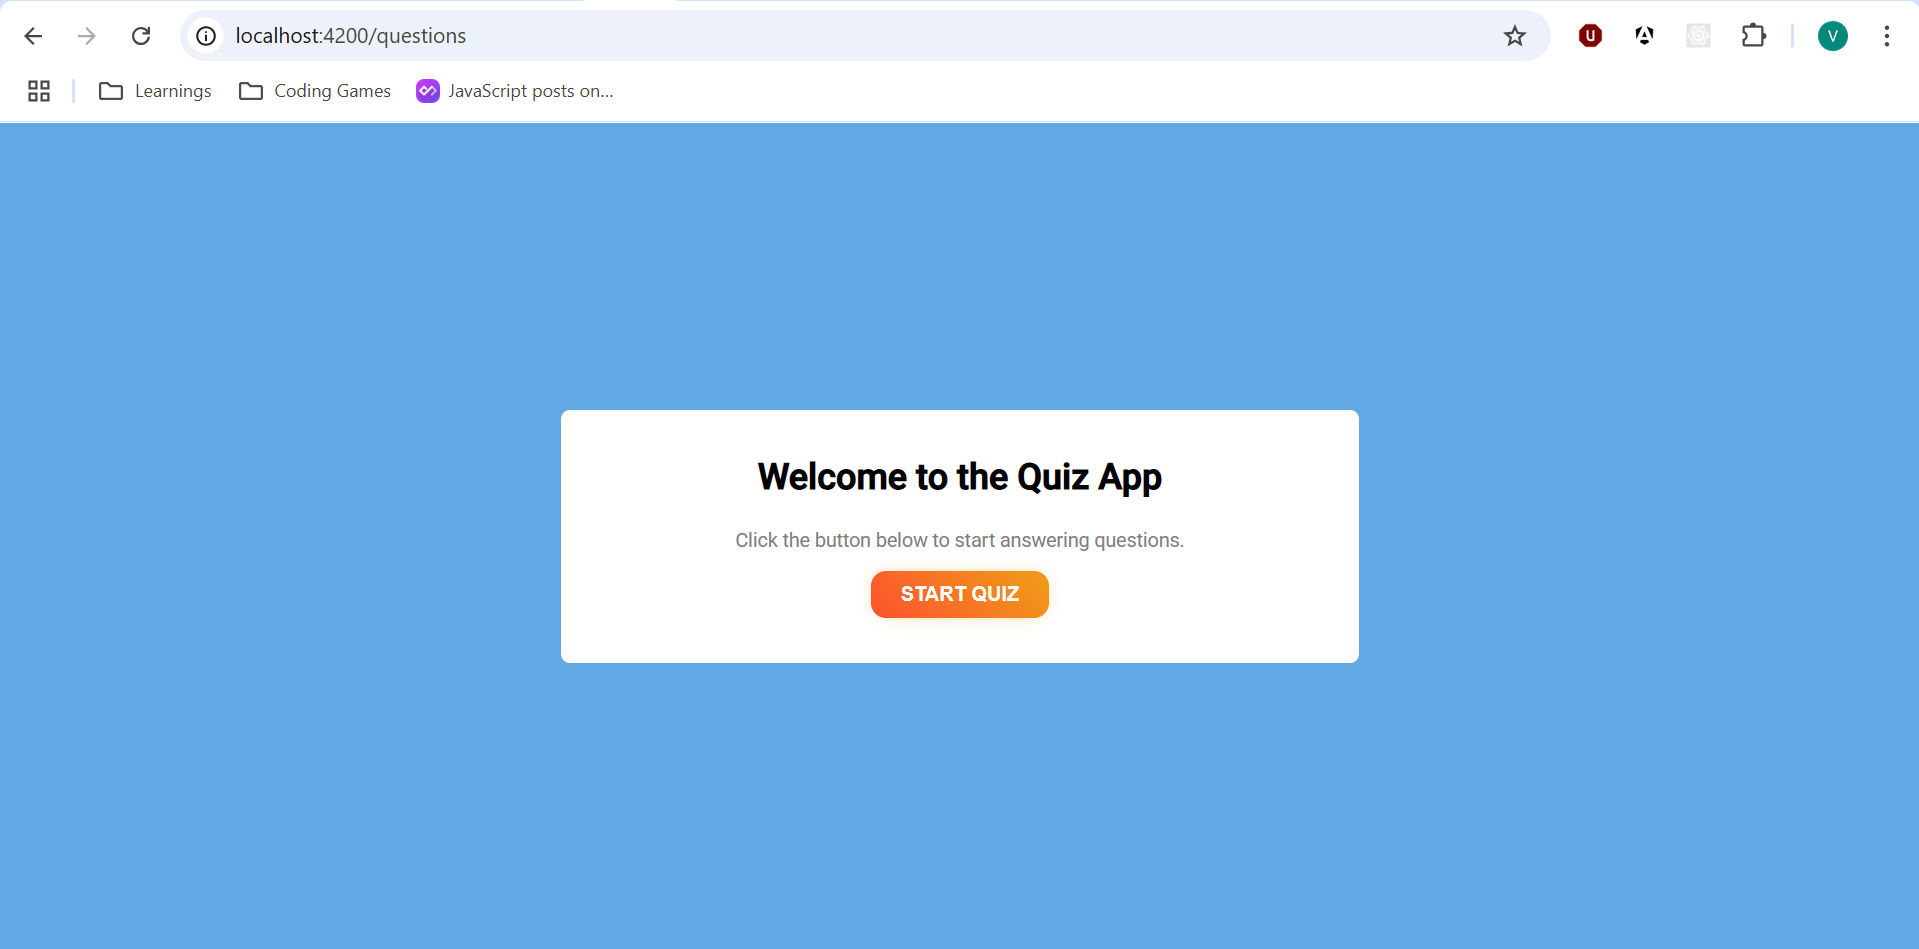 localhost:4200/questions
V
Learnings
Coding Games
JavaScript posts on...
Welcome to the Quiz App
Click the button below to start answering questions.
START QUIZ